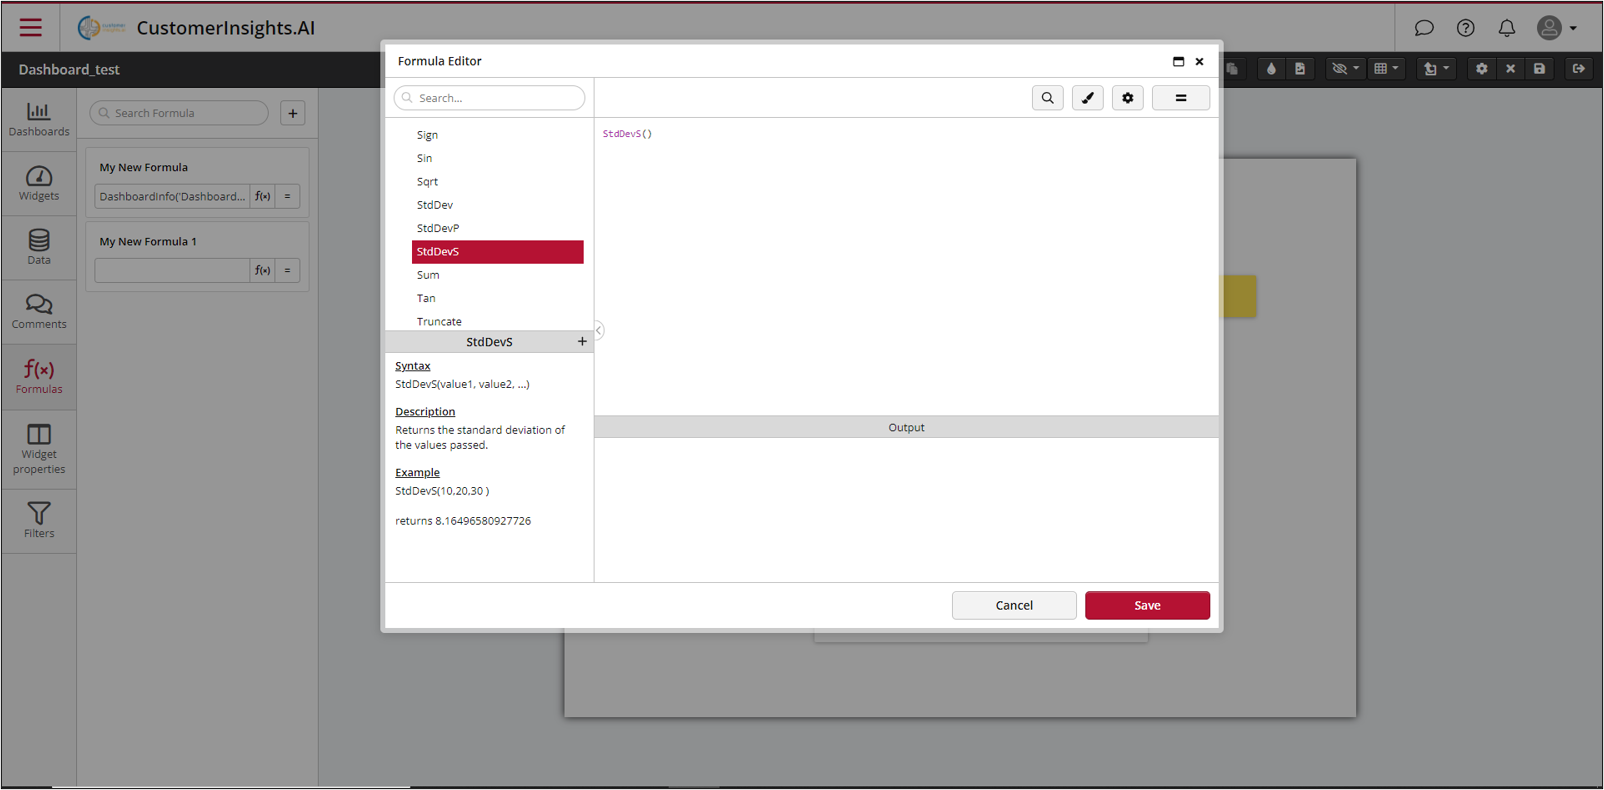 CustomerInsights.AI
Dashboard_test
Dashboards
Widgets
Data
Comments
Formulas
Widget
properties
Filters
Search Formula
+
My New Formula
DashboardInfo('Dashboard... f(x) =
My New Formula 1
f(x) =
Formula Editor
Search...
Sign
Sin
Sqrt
StdDev
StdDevP
StdDevS
Sum
Tan
Truncate
StdDevS +
Syntax
StdDevS(value1, value2, ...)
Description
Returns the standard deviation of
the values passed.
Example
StdDevS(10,20,30 )
returns 8.16496580927726
StdDevS()
Output
Cancel
Save